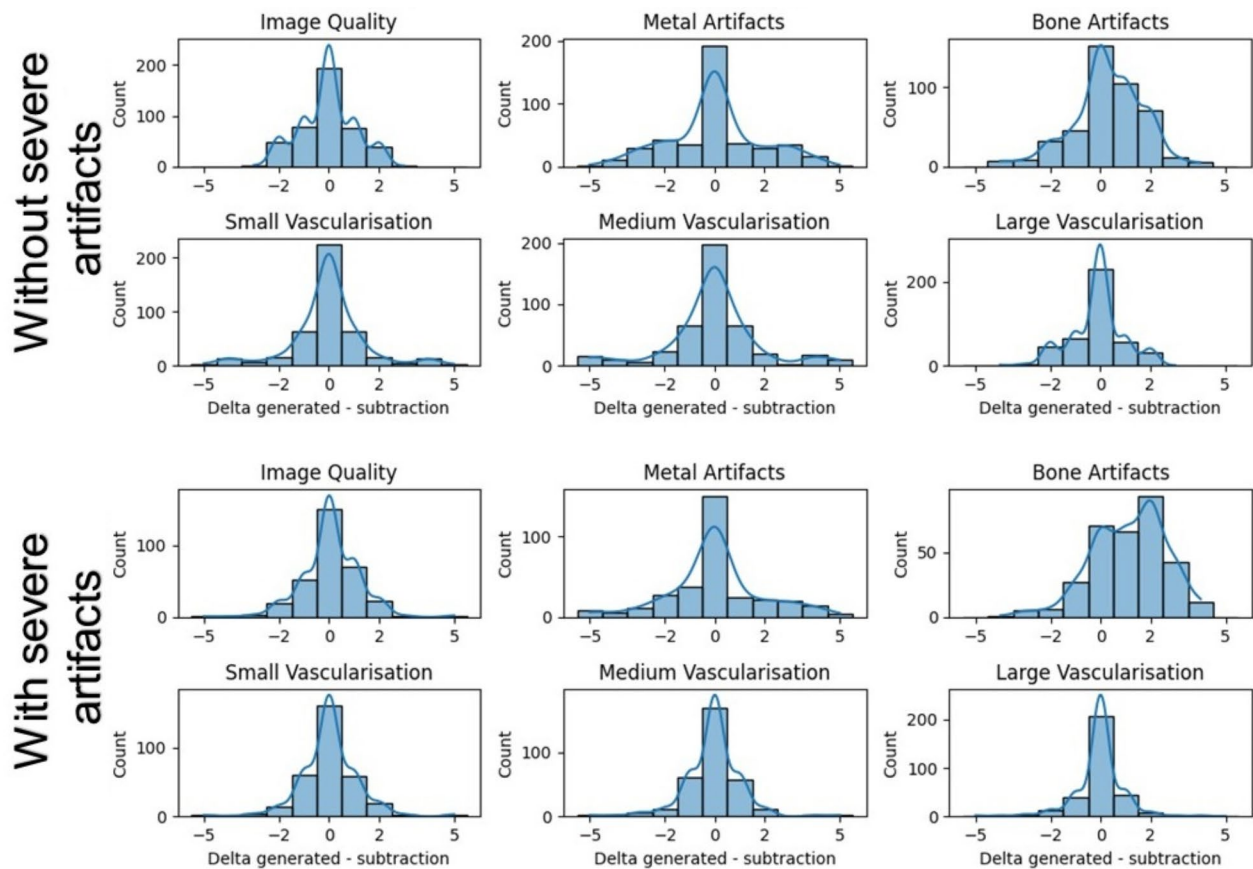 Without severe
artifacts
Image Quality
Metal Artifacts
Bone Artifacts
Count
200
100
0
−5
−2
0
2
5
Count
200
100
0
−5
−2
0
2
5
Count
100
0
−5
−2
0
2
5
Small Vascularisation
Medium Vascularisation
Large Vascularisation
Count
200
100
0
−5
−2
0
2
5
Delta generated - subtraction
Count
200
100
0
−5
−2
0
2
5
Delta generated - subtraction
Count
200
0
−5
−2
0
2
5
Delta generated - subtraction
With severe
artifacts
Image Quality
Metal Artifacts
Bone Artifacts
Count
100
0
−5
−2
0
2
5
Count
100
0
−5
−2
0
2
5
Count
50
0
−5
−2
0
2
5
Small Vascularisation
Medium Vascularisation
Large Vascularisation
Count
100
0
−5
−2
0
2
5
Delta generated - subtraction
Count
100
0
−5
−2
0
2
5
Delta generated - subtraction
Count
200
100
0
−5
−2
0
2
5
Delta generated - subtraction